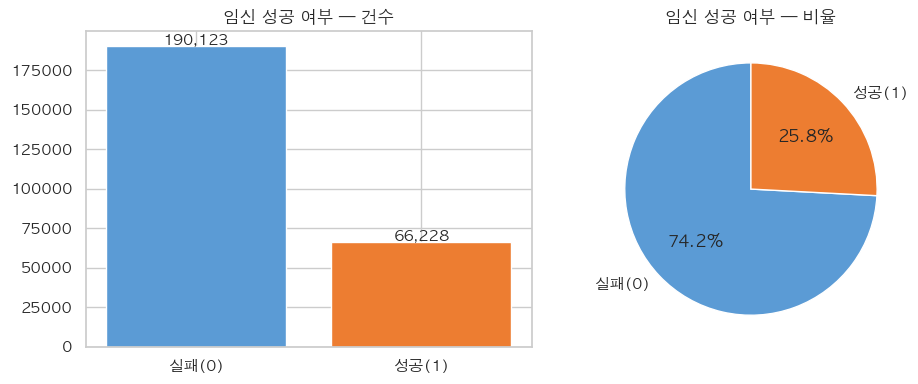 임신 성공 여부 — 건수
190,123
66,228
175000
150000
125000
100000
75000
50000
25000
0
실패(0)
성공(1)
임신 성공 여부 — 비율
성공(1)
25.8%
74.2%
실패(0)